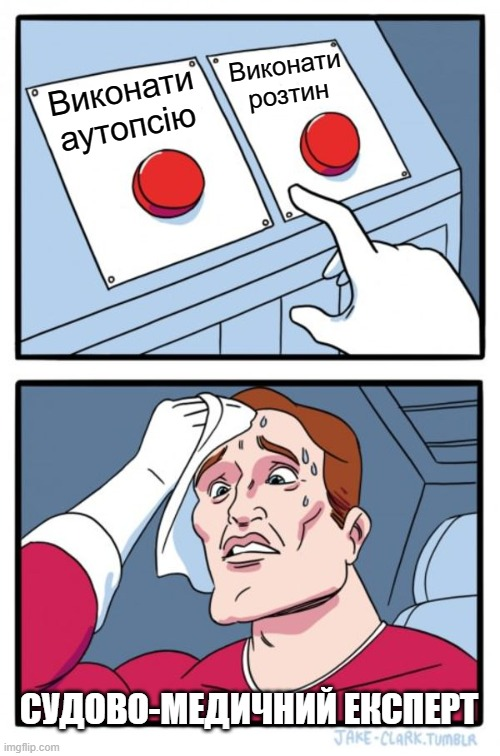 Виконати
аутопсію
Виконати
розтин
СУДОВО-МЕДИЧНИЙ ЕКСПЕРТ
JAKE-CLARK.TUMBLR
imgflip.com